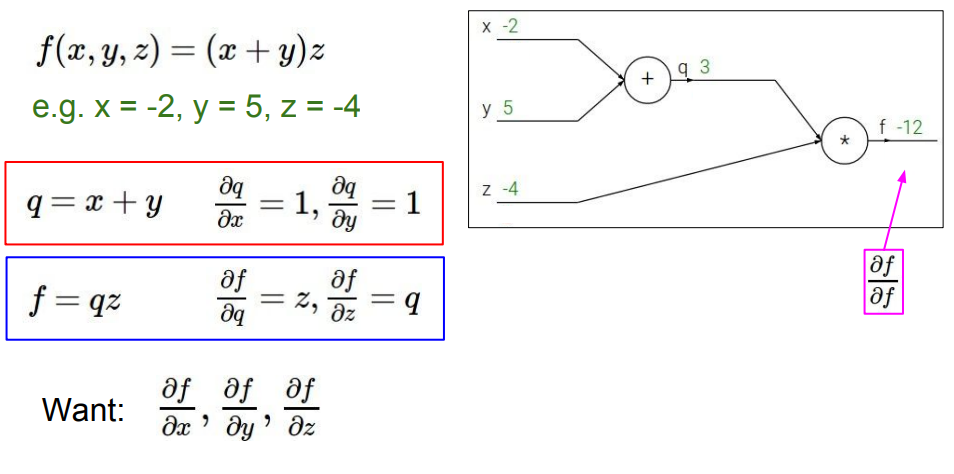 f(x, y, z) = (x + y)z
e.g. x = -2, y = 5, z = -4
q = x + y    ∂q/∂x = 1, ∂q/∂y = 1
f = qz    ∂f/∂q = z, ∂f/∂z = q
Want: ∂f/∂x, ∂f/∂y, ∂f/∂z
x -2
+
q 3
y 5
*
f -12
z -4
∂f/∂f